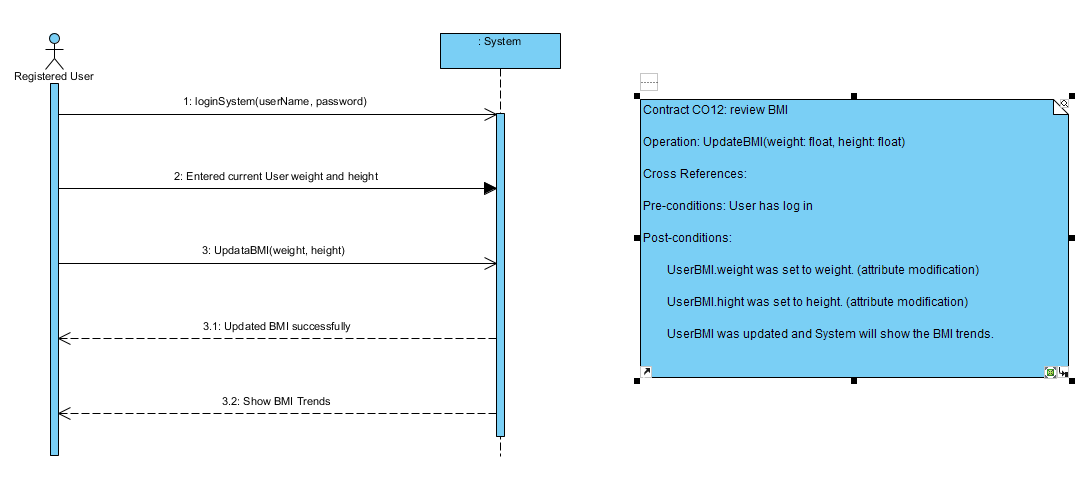 Registered User
: System
1: loginSystem(userName, password)
2: Entered current User weight and height
3: UpdataBMI(weight, height)
3.1: Updated BMI successfully
3.2: Show BMI Trends
Contract CO12: review BMI
Operation: UpdateBMI(weight: float, height: float)
Cross References:
Pre-conditions: User has log in
Post-conditions:
UserBMI.weight was set to weight. (attribute modification)
UserBMI.hight was set to height. (attribute modification)
UserBMI was updated and System will show the BMI trends.